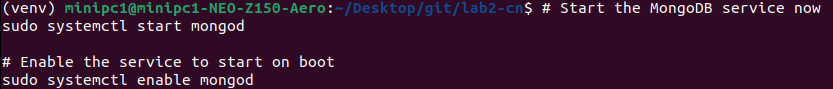 (venv) minipc1@minipc1-NEO-Z150-Aero:~/Desktop/git/lab2-cn$ # Start the MongoDB service now
sudo systemctl start mongod

# Enable the service to start on boot
sudo systemctl enable mongod